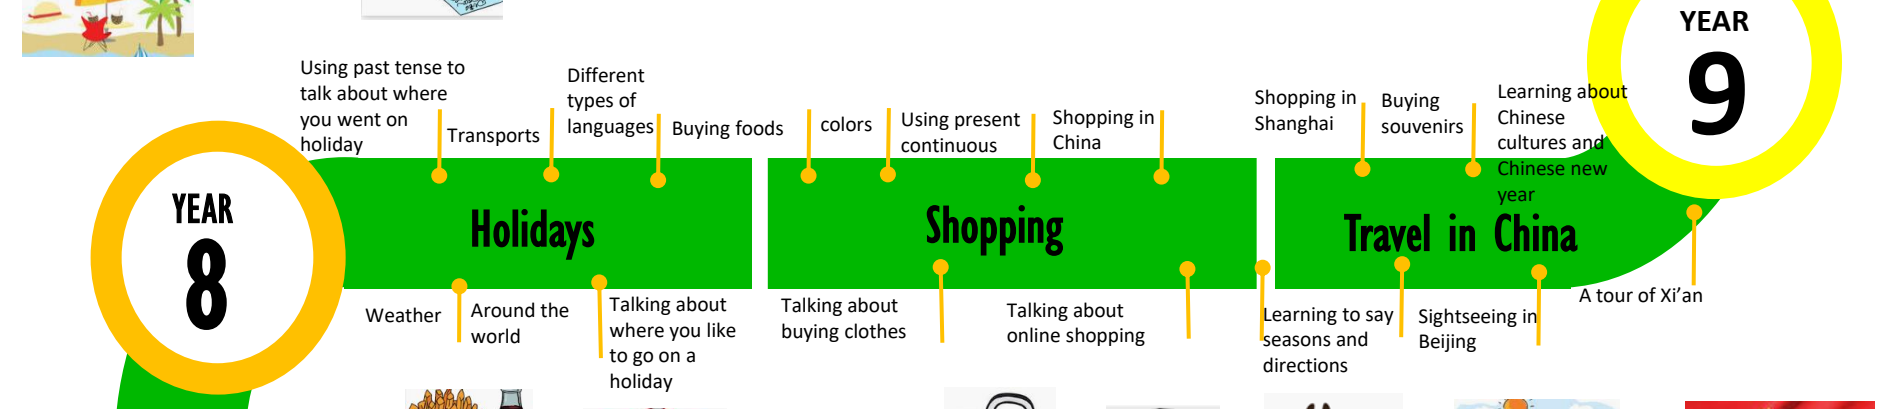 YEAR
9
Using past tense to
talk about where
you went on
holiday
Transports
Different
types of
languages
Buying foods
colors
Using present
continuous
Shopping in
China
Shopping in
Shanghai
Buying
souvenirs
Learning about
Chinese
cultures and
Chinese new
year
YEAR
8
Holidays
Shopping
Travel in China
Weather
Around the
world
Talking about
where you like
to go on a
holiday
Talking about
buying clothes
Talking about
online shopping
Learning to say
seasons and
directions
Sightseeing in
Beijing
A tour of Xi’an